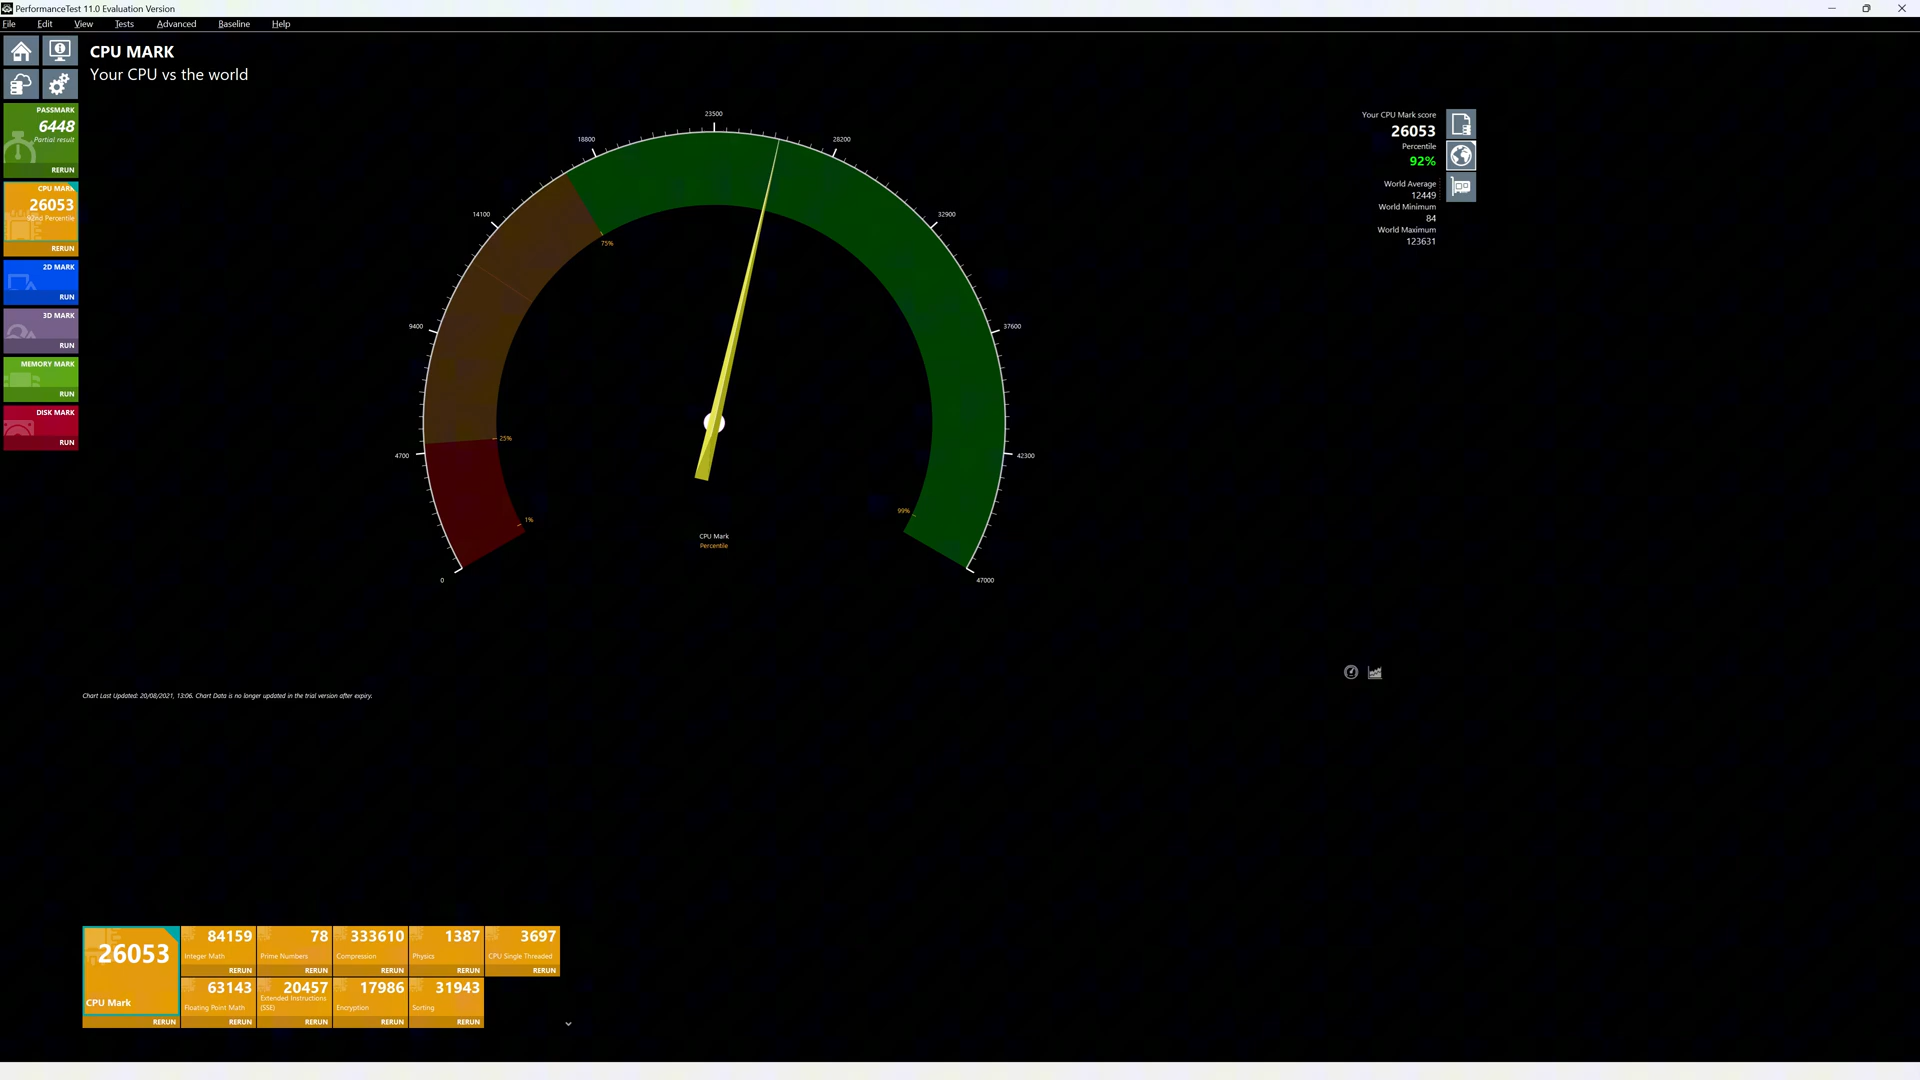 PerformanceTest 11.0 Evaluation Version
File Edit View Tests Advanced Baseline Help
CPU MARK
Your CPU vs the world
PASSMARK
6448
Partial result
RERUN
CPU MARK
26053
92nd Percentile
RERUN
2D MARK
RUN
3D MARK
RUN
MEMORY MARK
RUN
DISK MARK
RUN
0
4700
9400
14100
18800
23500
28200
32900
37600
42300
47000
1%
25%
75%
99%
CPU Mark
Percentile
Your CPU Mark score
26053
Percentile
92%
World Average
12449
World Minimum
84
World Maximum
123631
Chart Last Updated: 20/08/2021, 13:06. Chart Data is no longer updated in the trial version after expiry.
26053
CPU Mark
RERUN
84159
Integer Math
RERUN
78
Prime Numbers
RERUN
333610
Compression
RERUN
1387
Physics
RERUN
3697
CPU Single Threaded
RERUN
63143
Floating Point Math
RERUN
20457
Extended Instructions
(SSE)
RERUN
17986
Encryption
RERUN
31943
Sorting
RERUN